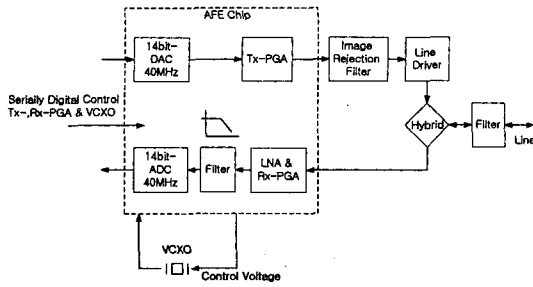 AFE Chip
14bit-
DAC
40MHz
Tx-PGA
Image
Rejection
Filter
Line
Driver
Serially Digital Control
Tx-,Rx-PGA & VCXO
Hybrid
Filter
Line
14bit-
ADC
40MHz
Filter
LNA &
Rx-PGA
VCXO
Control Voltage